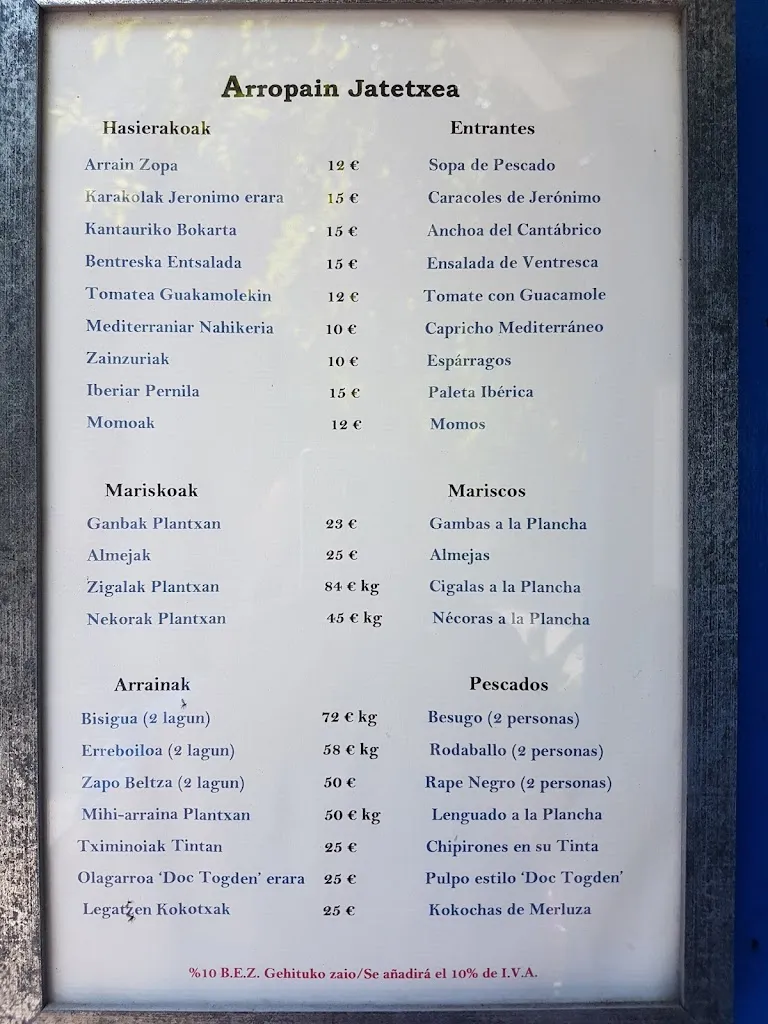 Arropain Jatetxea
Hasierakoak Entrantes
Arrain Zopa 12 € Sopa de Pescado
Karakolak Jeronimo erara 15 € Caracoles de Jerónimo
Kantauriko Bokarta 15 € Anchoa del Cantábrico
Bentreska Entsalada 15 € Ensalada de Ventresca
Tomatea Guakamolekin 12 € Tomate con Guacamole
Mediterraniar Nahikeria 10 € Capricho Mediterráneo
Zainzuriak 10 € Espárragos
Iberiar Pernila 15 € Paleta Ibérica
Momoak 12 € Momos
Mariskoak Mariscos
Ganbak Plantxan 23 € Gambas a la Plancha
Almejak 25 € Almejas
Zigalak Plantxan 84 € kg Cigalas a la Plancha
Nekorak Plantxan 45 € kg Nécoras a la Plancha
Arrainak Pescados
Bisigua (2 lagun) 72 € kg Besugo (2 personas)
Erreboiloa (2 lagun) 58 € kg Rodaballo (2 personas)
Zapo Beltza (2 lagun) 50 € Rape Negro (2 personas)
Mihi-arraina Plantxan 50 € kg Lenguado a la Plancha
Tximinoiak Tintan 25 € Chipirones en su Tinta
Olagarroa 'Doc Togden' erara 25 € Pulpo estilo 'Doc Togden'
Legatzen Kokotxak 25 € Kokochas de Merluza
%10 B.E.Z. Gehituko zaio/Se añadirá el 10% de I.V.A.